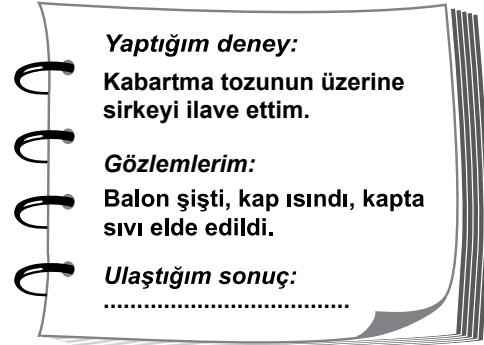 Yaptığım deney:
Kabartma tozunun üzerine
sirkeyi ilave ettim.
Gözlemlerim:
Balon şişti, kap ısındı, kapta
sıvı elde edildi.
Ulaştığım sonuç:
.....................................